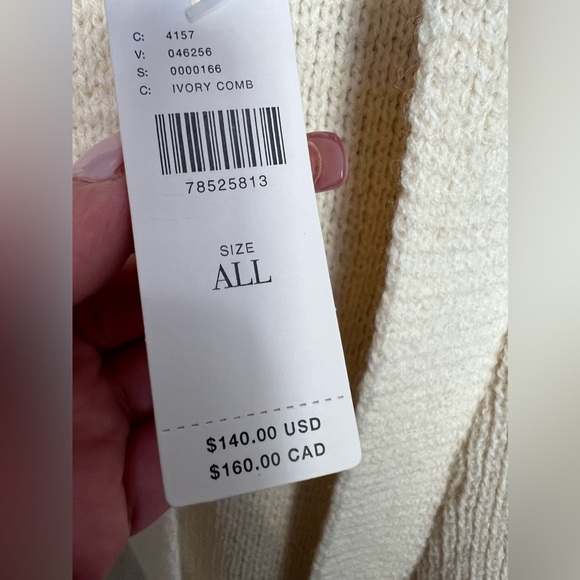 C: 4157
V: 046256
S: 0000166
C: IVORY COMB
78525813
SIZE
ALL
$140.00 USD
$160.00 CAD